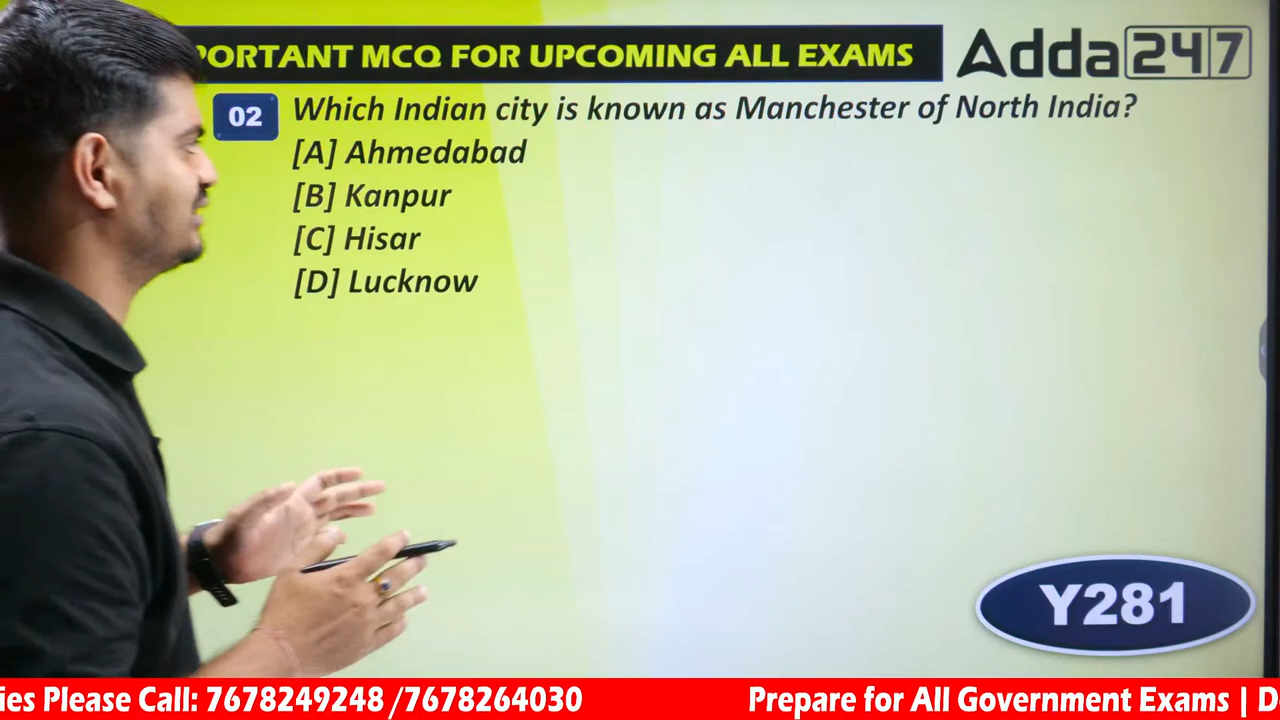 PORTANT MCQ FOR UPCOMING ALL EXAMS
Adda247
02
Which Indian city is known as Manchester of North India?
[A] Ahmedabad
[B] Kanpur
[C] Hisar
[D] Lucknow
Y281
ies Please Call: 7678249248 /7678264030 Prepare for All Government Exams | D